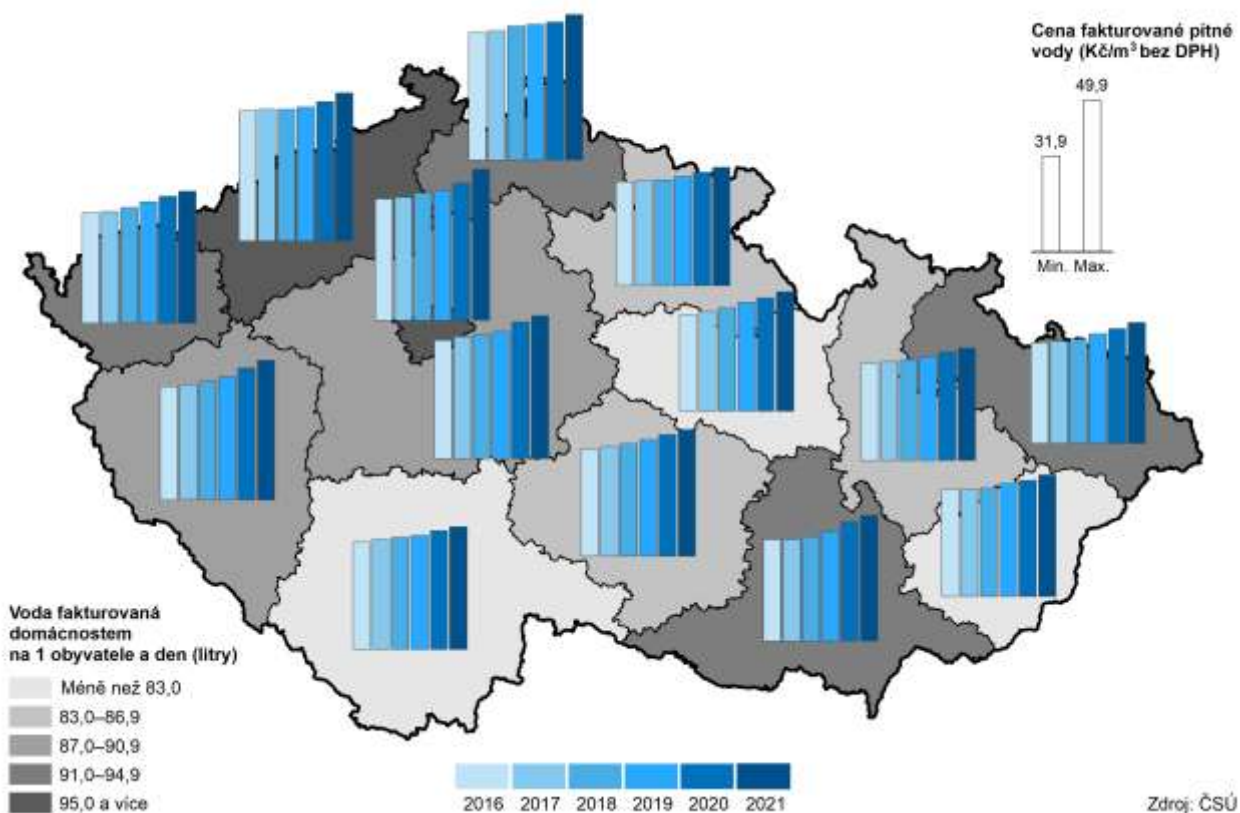 Cena fakturované pitné
vody (Kč/m³ bez DPH)
49,9
31,9
Min. Max.
Voda fakturovaná
domácnostem
na 1 obyvatele a den (litry)
Méně než 83,0
83,0–86,9
87,0–90,9
91,0–94,9
95,0 a více
2016 2017 2018 2019 2020 2021
Zdroj: ČSÚ